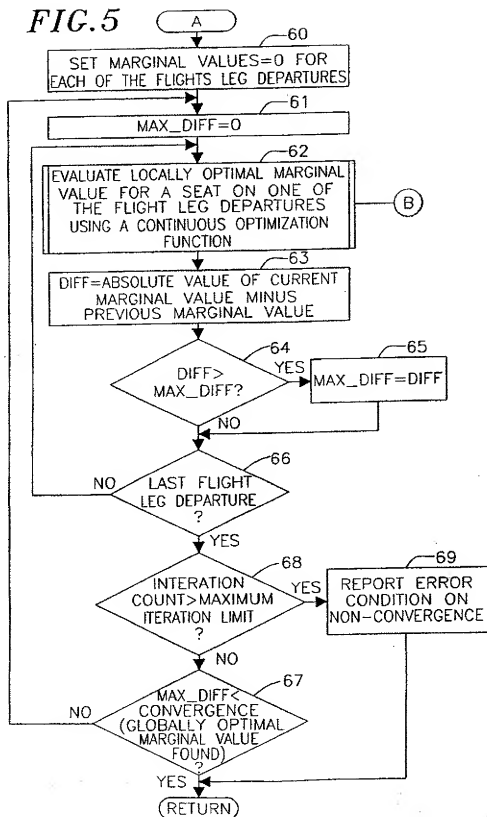 FIG.5
A
60
SET MARGINAL VALUES=0 FOR
EACH OF THE FLIGHTS LEG DEPARTURES
61
MAX_DIFF=0
62
EVALUATE LOCALLY OPTIMAL MARGINAL
VALUE FOR A SEAT ON ONE OF
THE FLIGHT LEG DEPARTURES
USING A CONTINUOUS OPTIMIZATION
FUNCTION
B
63
DIFF=ABSOLUTE VALUE OF CURRENT
MARGINAL VALUE MINUS
PREVIOUS MARGINAL VALUE
64
DIFF>
MAX_DIFF?
YES
65
MAX_DIFF=DIFF
NO
66
NO
LAST FLIGHT
LEG DEPARTURE
?
YES
68
INTERATION
COUNT>MAXIMUM
ITERATION LIMIT
?
YES
69
REPORT ERROR
CONDITION ON
NON-CONVERGENCE
NO
67
NO
MAX_DIFF<
CONVERGENCE
(GLOBALLY OPTIMAL
MARGINAL VALUE
FOUND)
?
YES
RETURN